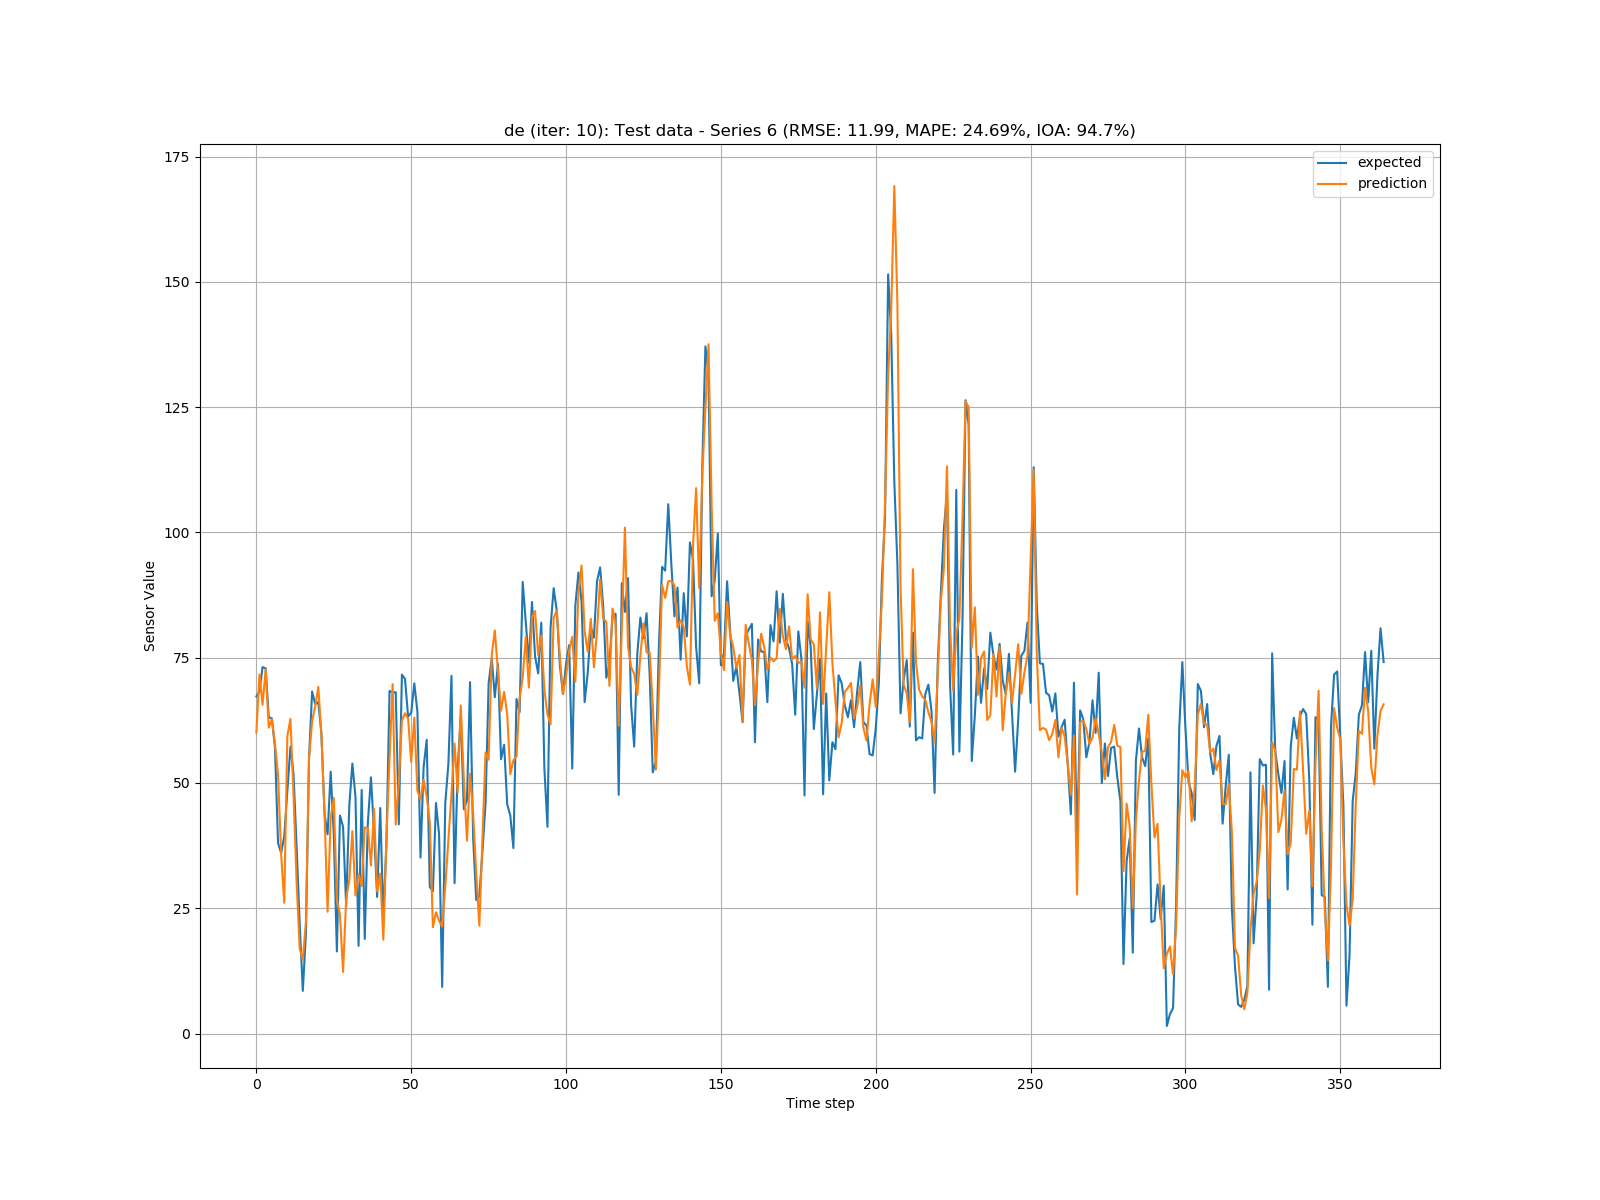 de (iter: 10): Test data - Series 6 (RMSE: 11.99, MAPE: 24.69%, IOA: 94.7%)
expected
prediction
Sensor Value
175
150
125
100
75
50
25
0
0 50 100 150 200 250 300 350
Time step